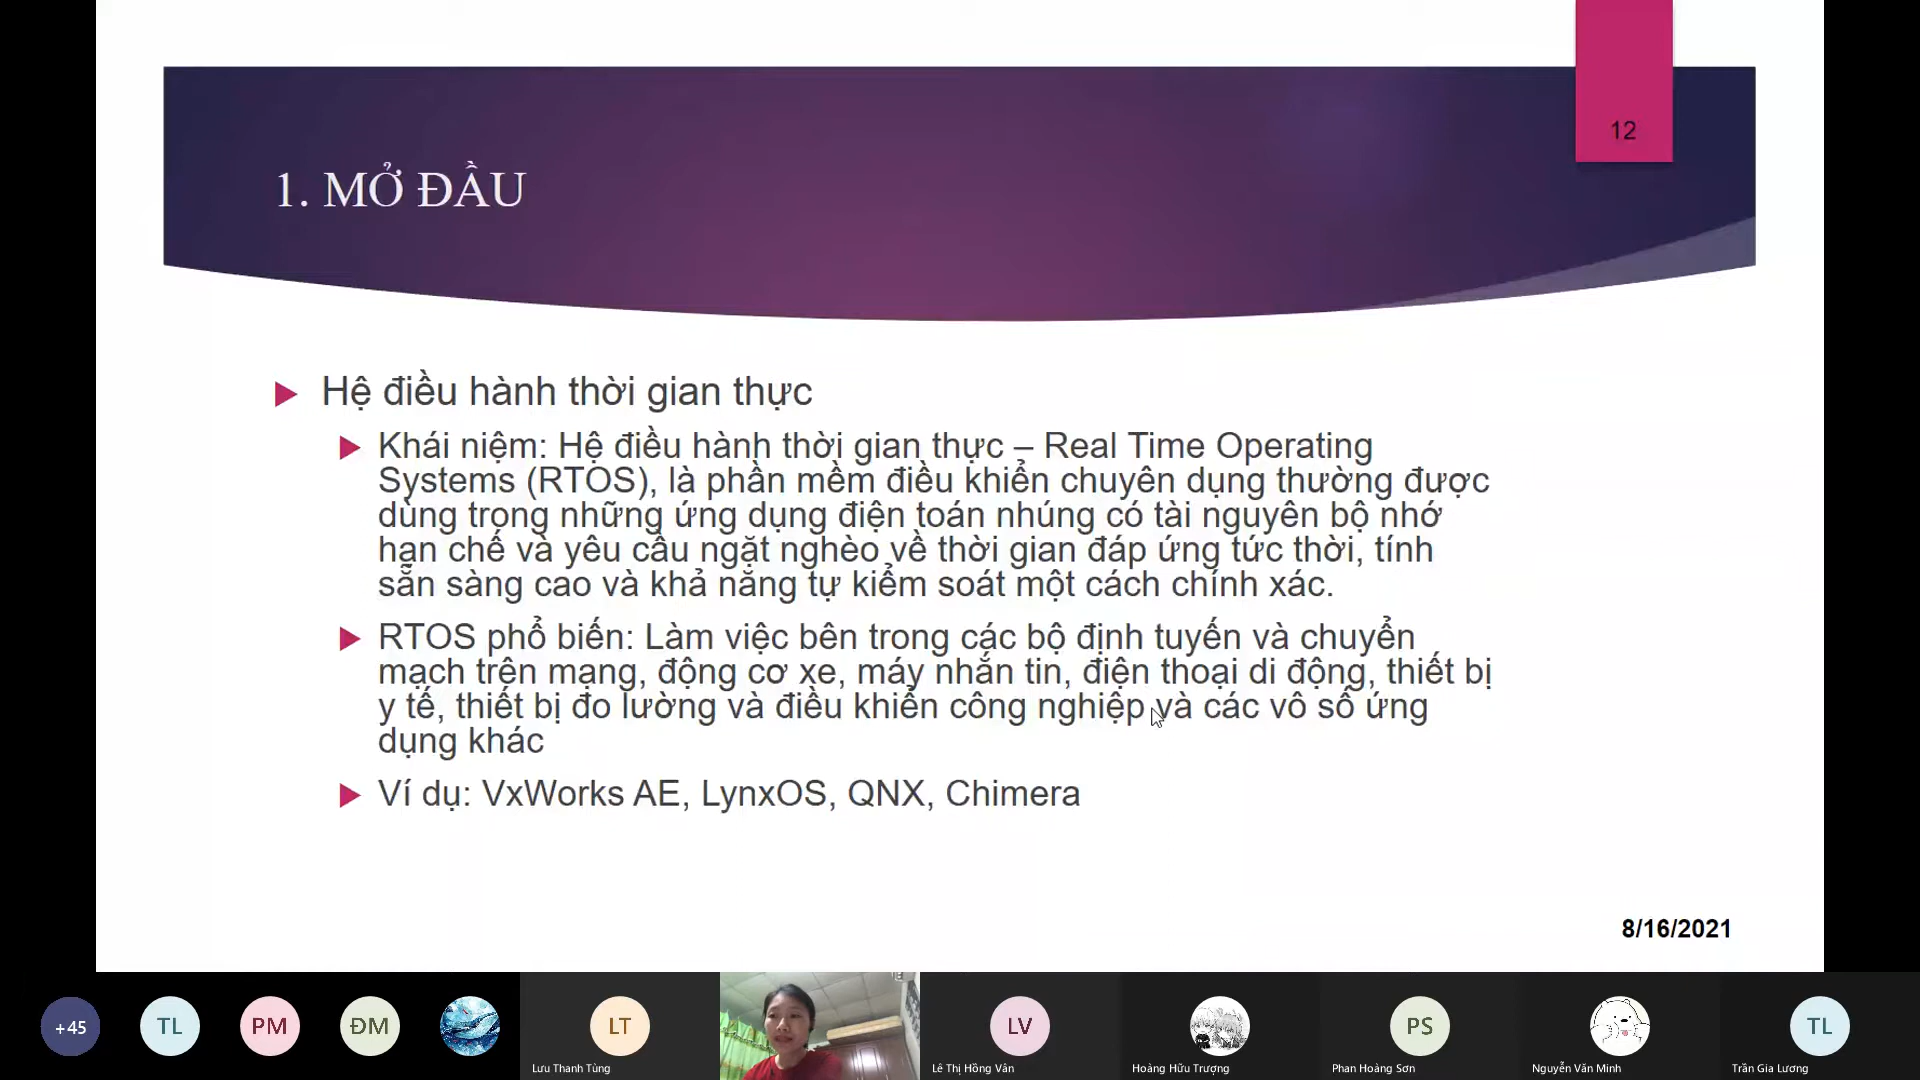 12
1. MỞ ĐẦU
Hệ điều hành thời gian thực
Khái niệm: Hệ điều hành thời gian thực – Real Time Operating
Systems (RTOS), là phần mềm điều khiển chuyên dụng thường được
dùng trong những ứng dụng điện toán nhúng có tài nguyên bộ nhớ
hạn chế và yêu cầu ngặt nghèo về thời gian đáp ứng tức thời, tính
sẵn sàng cao và khả năng tự kiểm soát một cách chính xác.
RTOS phổ biến: Làm việc bên trong các bộ định tuyến và chuyển
mạch trên mạng, động cơ xe, máy nhắn tin, điện thoại di động, thiết bị
y tế, thiết bị đo lường và điều khiển công nghiệp và các vô số ứng
dụng khác
Ví dụ: VxWorks AE, LynxOS, QNX, Chimera
8/16/2021
+45 TL PM ĐM LT LV PS TL
Lưu Thanh Tùng Lê Thị Hồng Vân Hoàng Hữu Trượng Phan Hoàng Sơn Nguyễn Văn Minh Trần Gia Lương